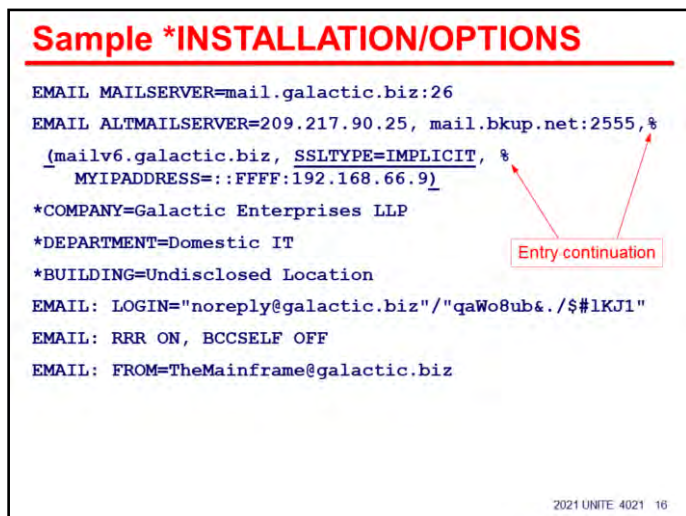 Sample *INSTALLATION/OPTIONS
EMAIL MAILSERVER=mail.galactic.biz:26
EMAIL ALTMAILSERVER=209.217.90.25, mail.bkup.net:2555,%
(mailv6.galactic.biz, SSLTYPE=IMPLICIT, %
MYIPADDRESS=::FFFF:192.168.66.9)
*COMPANY=Galactic Enterprises LLP
*DEPARTMENT=Domestic IT
Entry continuation
*BUILDING=Undisclosed Location
EMAIL: LOGIN="noreply@galactic.biz"/"qaWo8ub&./$#lKJ1"
EMAIL: RRR ON, BCCSELF OFF
EMAIL: FROM=TheMainframe@galactic.biz
2021 UNITE 4021 16